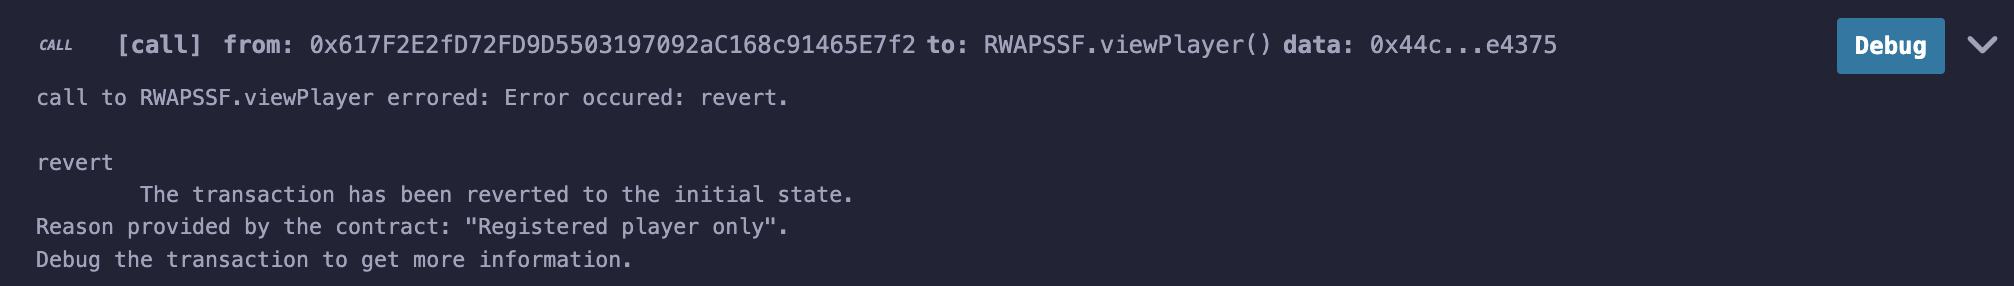 CALL [call] from: 0x617F2E2fD72FD9D5503197092aC168c91465E7f2 to: RWAPSSF.viewPlayer() data: 0x44c...e4375 Debug
call to RWAPSSF.viewPlayer errored: Error occured: revert.
revert
The transaction has been reverted to the initial state.
Reason provided by the contract: "Registered player only".
Debug the transaction to get more information.